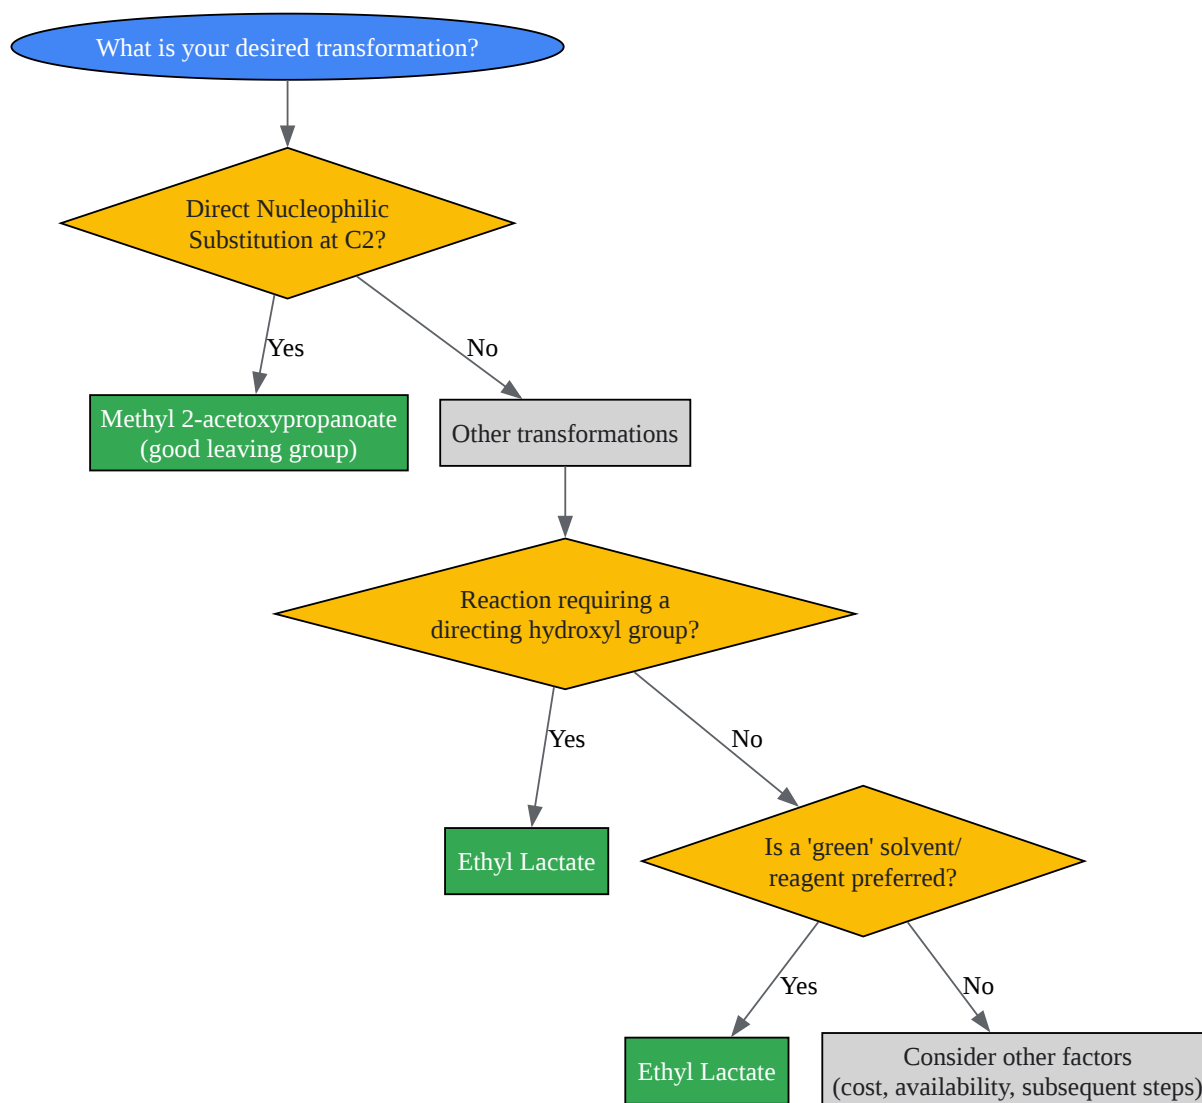 What is your desired transformation?
Direct Nucleophilic
Substitution at C2?
Yes
No
Methyl 2-acetoxypropanoate
(good leaving group)
Other transformations
Reaction requiring a
directing hydroxyl group?
Yes
No
Ethyl Lactate
Is a 'green' solvent/
reagent preferred?
Yes
No
Ethyl Lactate
Consider other factors
(cost, availability, subsequent steps)